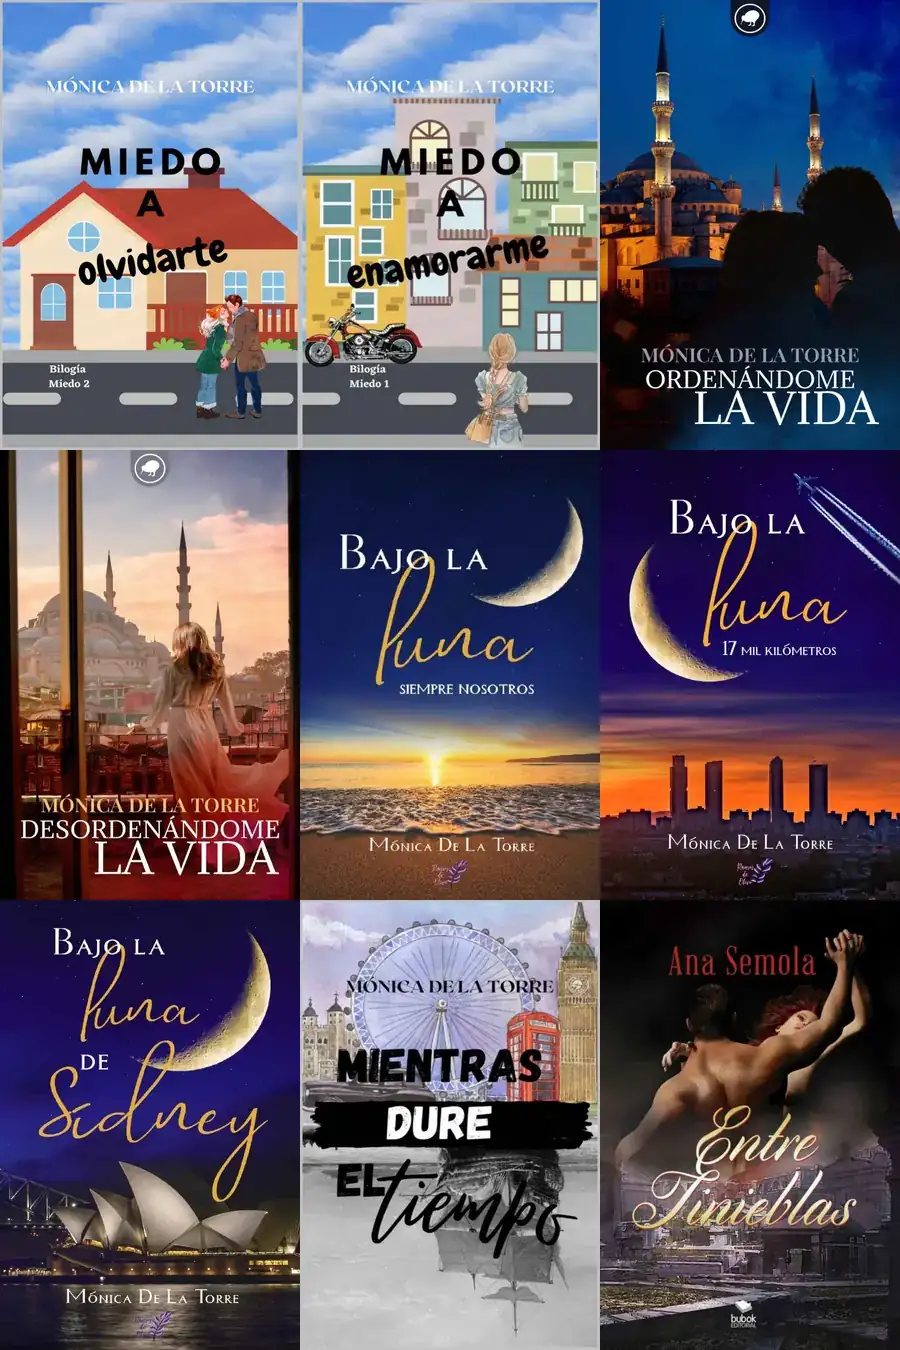 MÓNICA DE LA TORRE
MIEDO
A
olvidarte
Bilogía
Miedo 2
MÓNICA DE LA TORRE
MIEDO
A
enamorarme
Bilogía
Miedo 1
MÓNICA DE LA TORRE
ORDENÁNDOME
LA VIDA
MÓNICA DE LA TORRE
DESORDENÁNDOME
LA VIDA
BAJO LA
luna
SIEMPRE NOSOTROS
MÓNICA DE LA TORRE
BAJO LA
luna
17 MIL KILÓMETROS
MÓNICA DE LA TORRE
BAJO LA
luna
DE
Sidney
MÓNICA DE LA TORRE
MÓNICA DE LA TORRE
MIENTRAS
DURE
EL tiempo
Ana Semola
Entre
Tinieblas
bubok
EDITORIAL